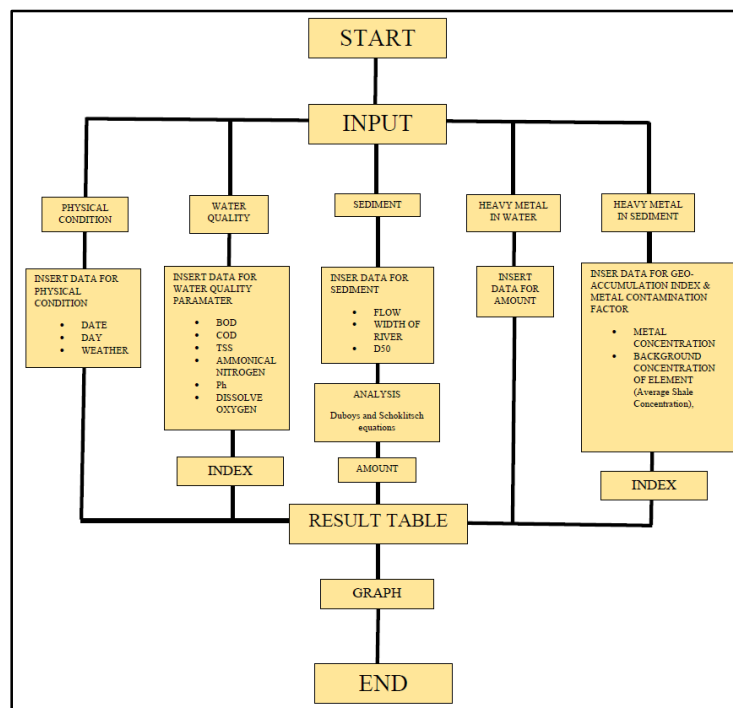 START
INPUT
PHYSICAL
CONDITION
WATER
QUALITY
SEDIMENT
HEAVY METAL
IN WATER
HEAVY METAL
IN SEDIMENT
INSERT DATA FOR
PHYSICAL
CONDITION
• DATE
• DAY
• WEATHER
INSERT DATA FOR
WATER QUALITY
PARAMATER
• BOD
• COD
• TSS
• AMMONICAL
NITROGEN
• Ph
• DISSOLVE
OXYGEN
INSER DATA FOR
SEDIMENT
• FLOW
• WIDTH OF
RIVER
• D50
INSERT
DATA FOR
AMOUNT
INSER DATA FOR GEO-
ACCUMULATION INDEX &
METAL CONTAMINATION
FACTOR
• METAL
CONCENTRATION
• BACKGROUND
CONCENTRATION
OF ELEMENT
(Average Shale
Concentration),
ANALYSIS
Duboys and Schoklitsch
equations
INDEX
AMOUNT
INDEX
RESULT TABLE
GRAPH
END